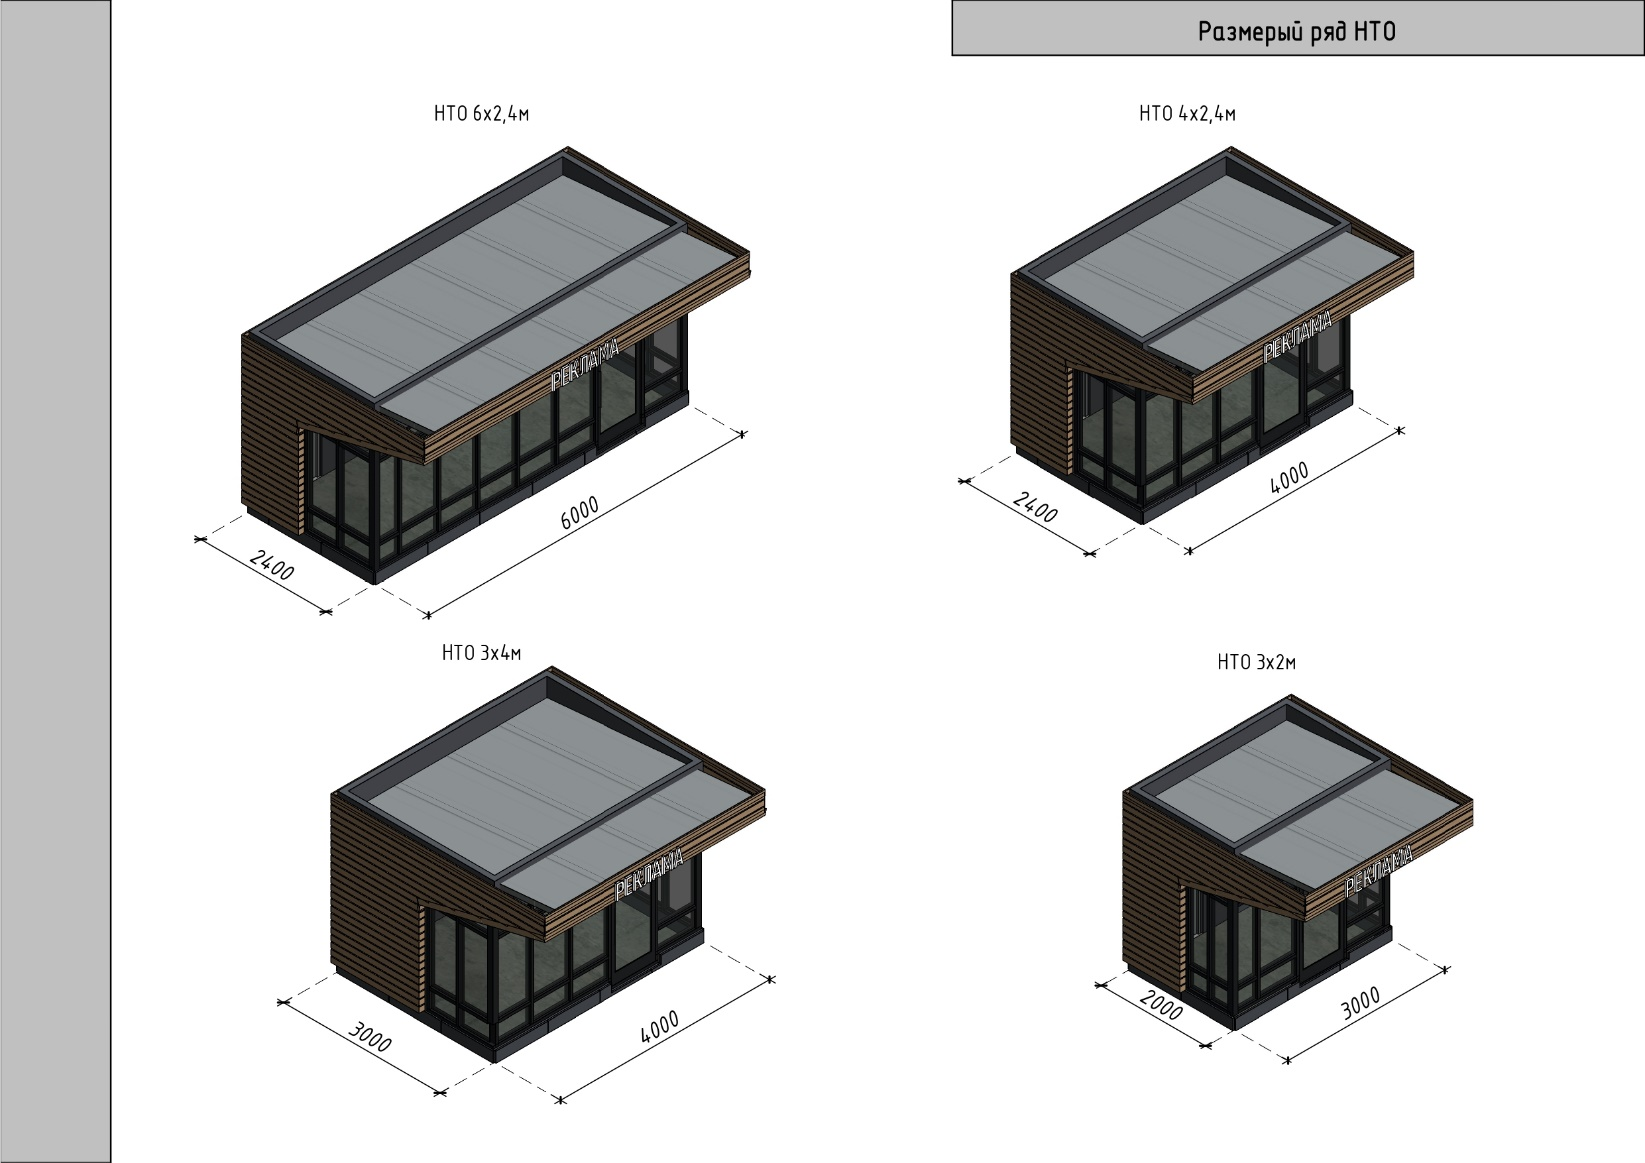 Размерый ряд НТО
НТО 6х2,4м
НТО 4х2,4м
РЕКЛАМА
РЕКЛАМА
2400
6000
2400
4000
НТО 3х4м
НТО 3х2м
РЕКЛАМА
РЕКЛАМА
3000
4000
2000
3000